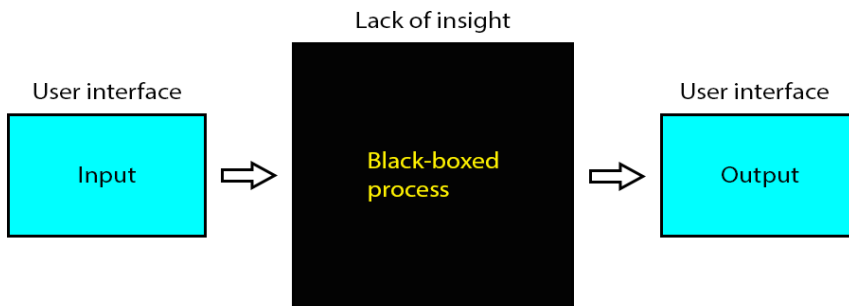 Lack of insight
User interface
User interface
Input
Black-boxed
process
Output